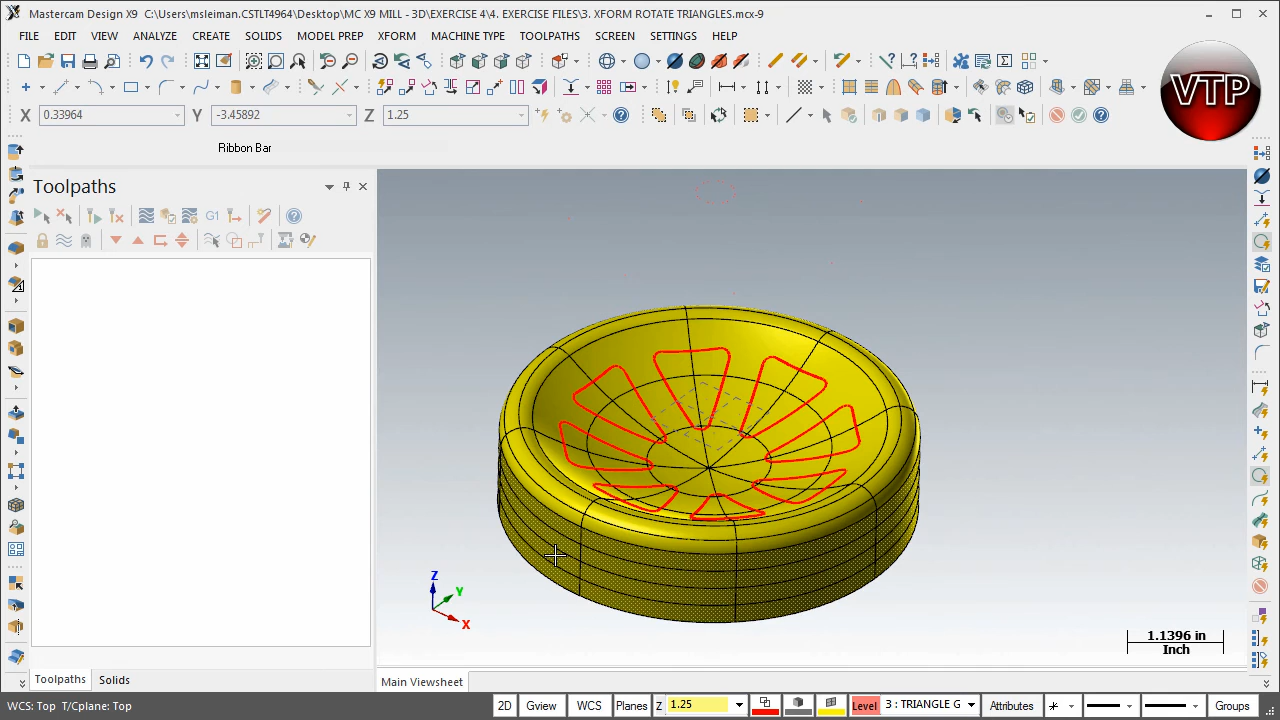 Mastercam Design X9 C:\Users\msleiman.CSTLT4964\Desktop\MC X9 MILL - 3D\EXERCISE 4\4. EXERCISE FILES\3. XFORM ROTATE TRIANGLES.mcx-9
FILE EDIT VIEW ANALYZE CREATE SOLIDS MODEL PREP XFORM MACHINE TYPE TOOLPATHS SCREEN SETTINGS HELP
VTP
X 0.33964 Y -3.45892 Z 1.25
Ribbon Bar
Toolpaths
G1
Z
Y
X
1.1396 in
Inch
Toolpaths Solids
Main Viewsheet
WCS: Top T/Cplane: Top 2D Gview WCS Planes Z 1.25 Level 3 : TRIANGLE G Attributes Groups